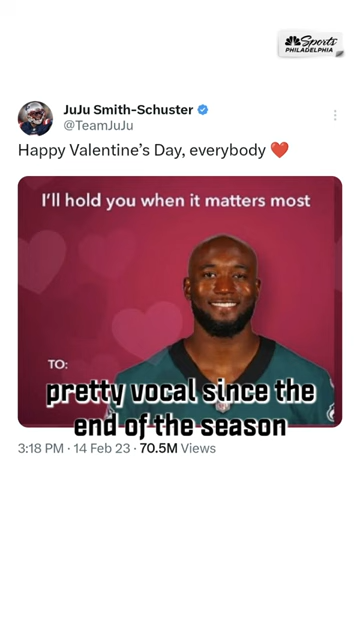 Sports
PHILADELPHIA
JuJu Smith-Schuster
@TeamJuJu
Happy Valentine's Day, everybody ❤️
I'll hold you when it matters most
TO:
pretty vocal since the
end of the season
3:18 PM · 14 Feb 23 · 70.5M Views